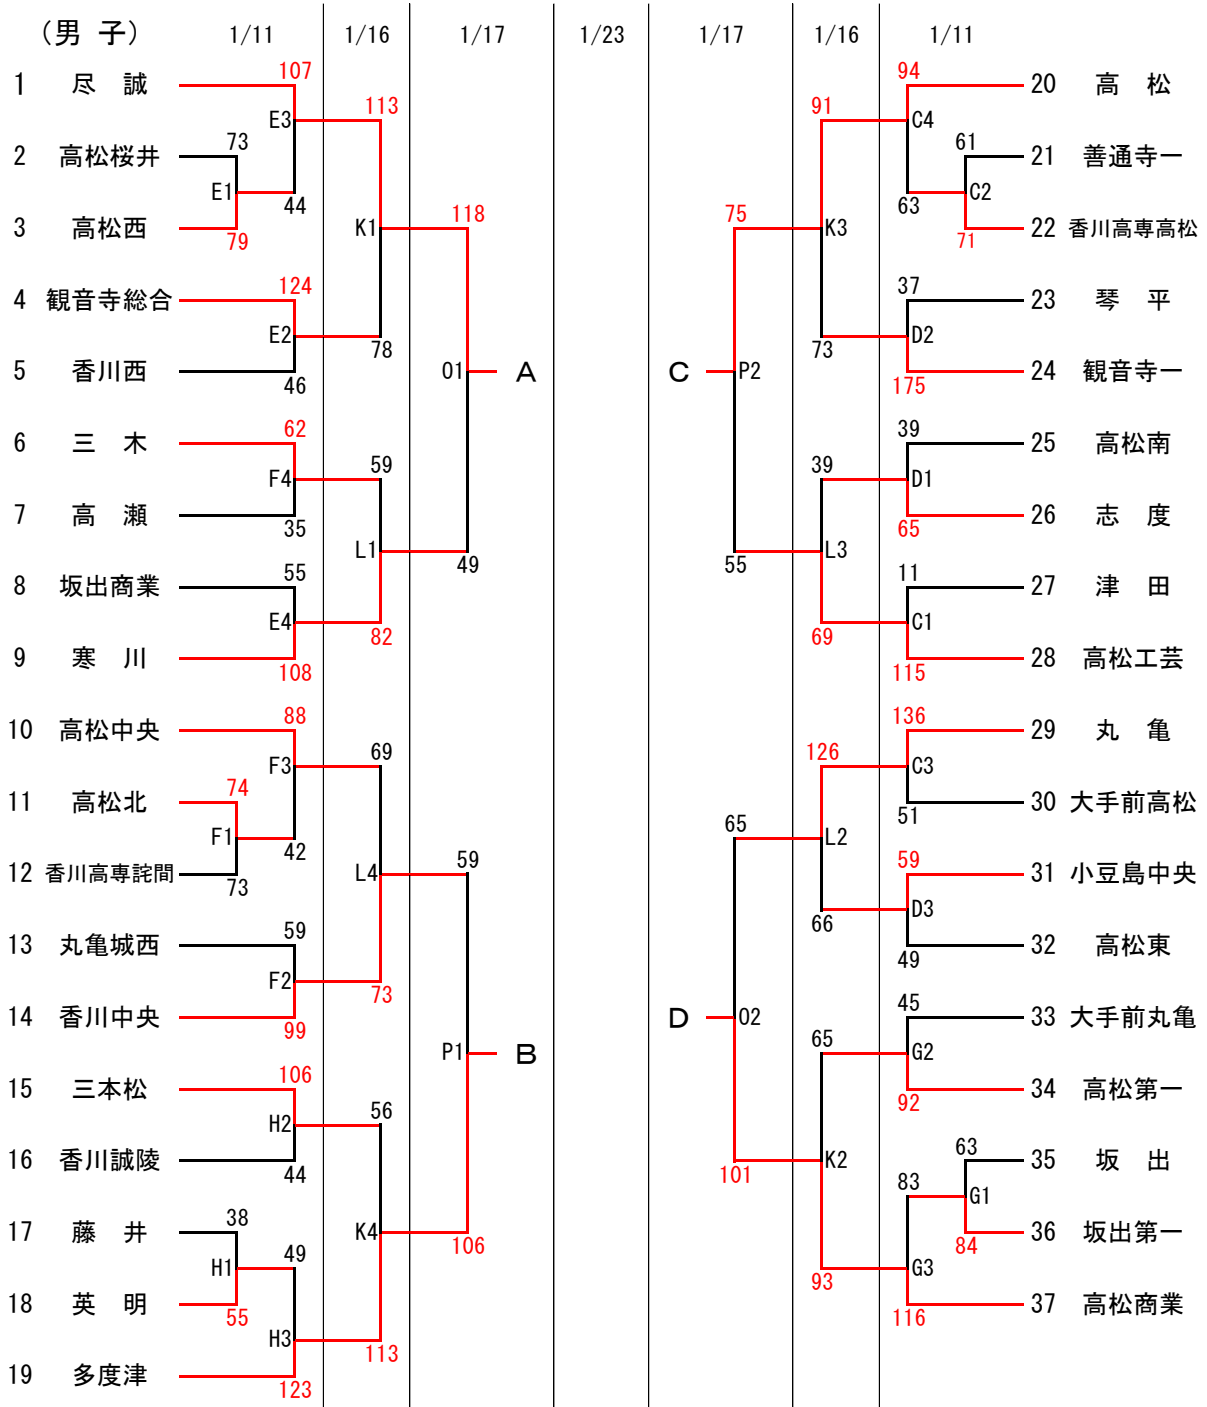 （男 子） 1/11 1/16 1/17 1/23 1/17 1/16 1/11
107 94
1 尽 誠 20 高 松
113 91
E3 C4
73 61
2 高松桜井 21 善通寺一
E1 C2
44 63
118 75
3 高松西 K1 K3 22 香川高専高松
79 71
124 37
4 観音寺総合 23 琴 平
E2 D2
78 73
5 香川西 O1 A C P2 24 観音寺一
46 175
62 39
6 三 木 25 高松南
59 39
F4 D1
7 高 瀬 26 志 度
35 65
L1 L3
49 55
55 11
8 坂出商業 27 津 田
E4 C1
82 69
9 寒 川 28 高松工芸
108 115
88 136
10 高松中央 29 丸 亀
69 126
F3 C3
74
11 高松北 30 大手前高松
51
65
F1 L2
42
59 59
12 香川高専詫間 L4 31 小豆島中央
73
D3
66
59
13 丸亀城西 32 高松東
49
F2
73
45
14 香川中央 D O2 33 大手前丸亀
99
65
P1 B G2
106
15 三本松 34 高松第一
92
56
H2
63
16 香川誠陵 K2 35 坂 出
44 101
83
G1
38
17 藤 井 K4 36 坂出第一
49 106 84
H1 G3
93
18 英 明 37 高松商業
55 116
H3
113
19 多度津
123